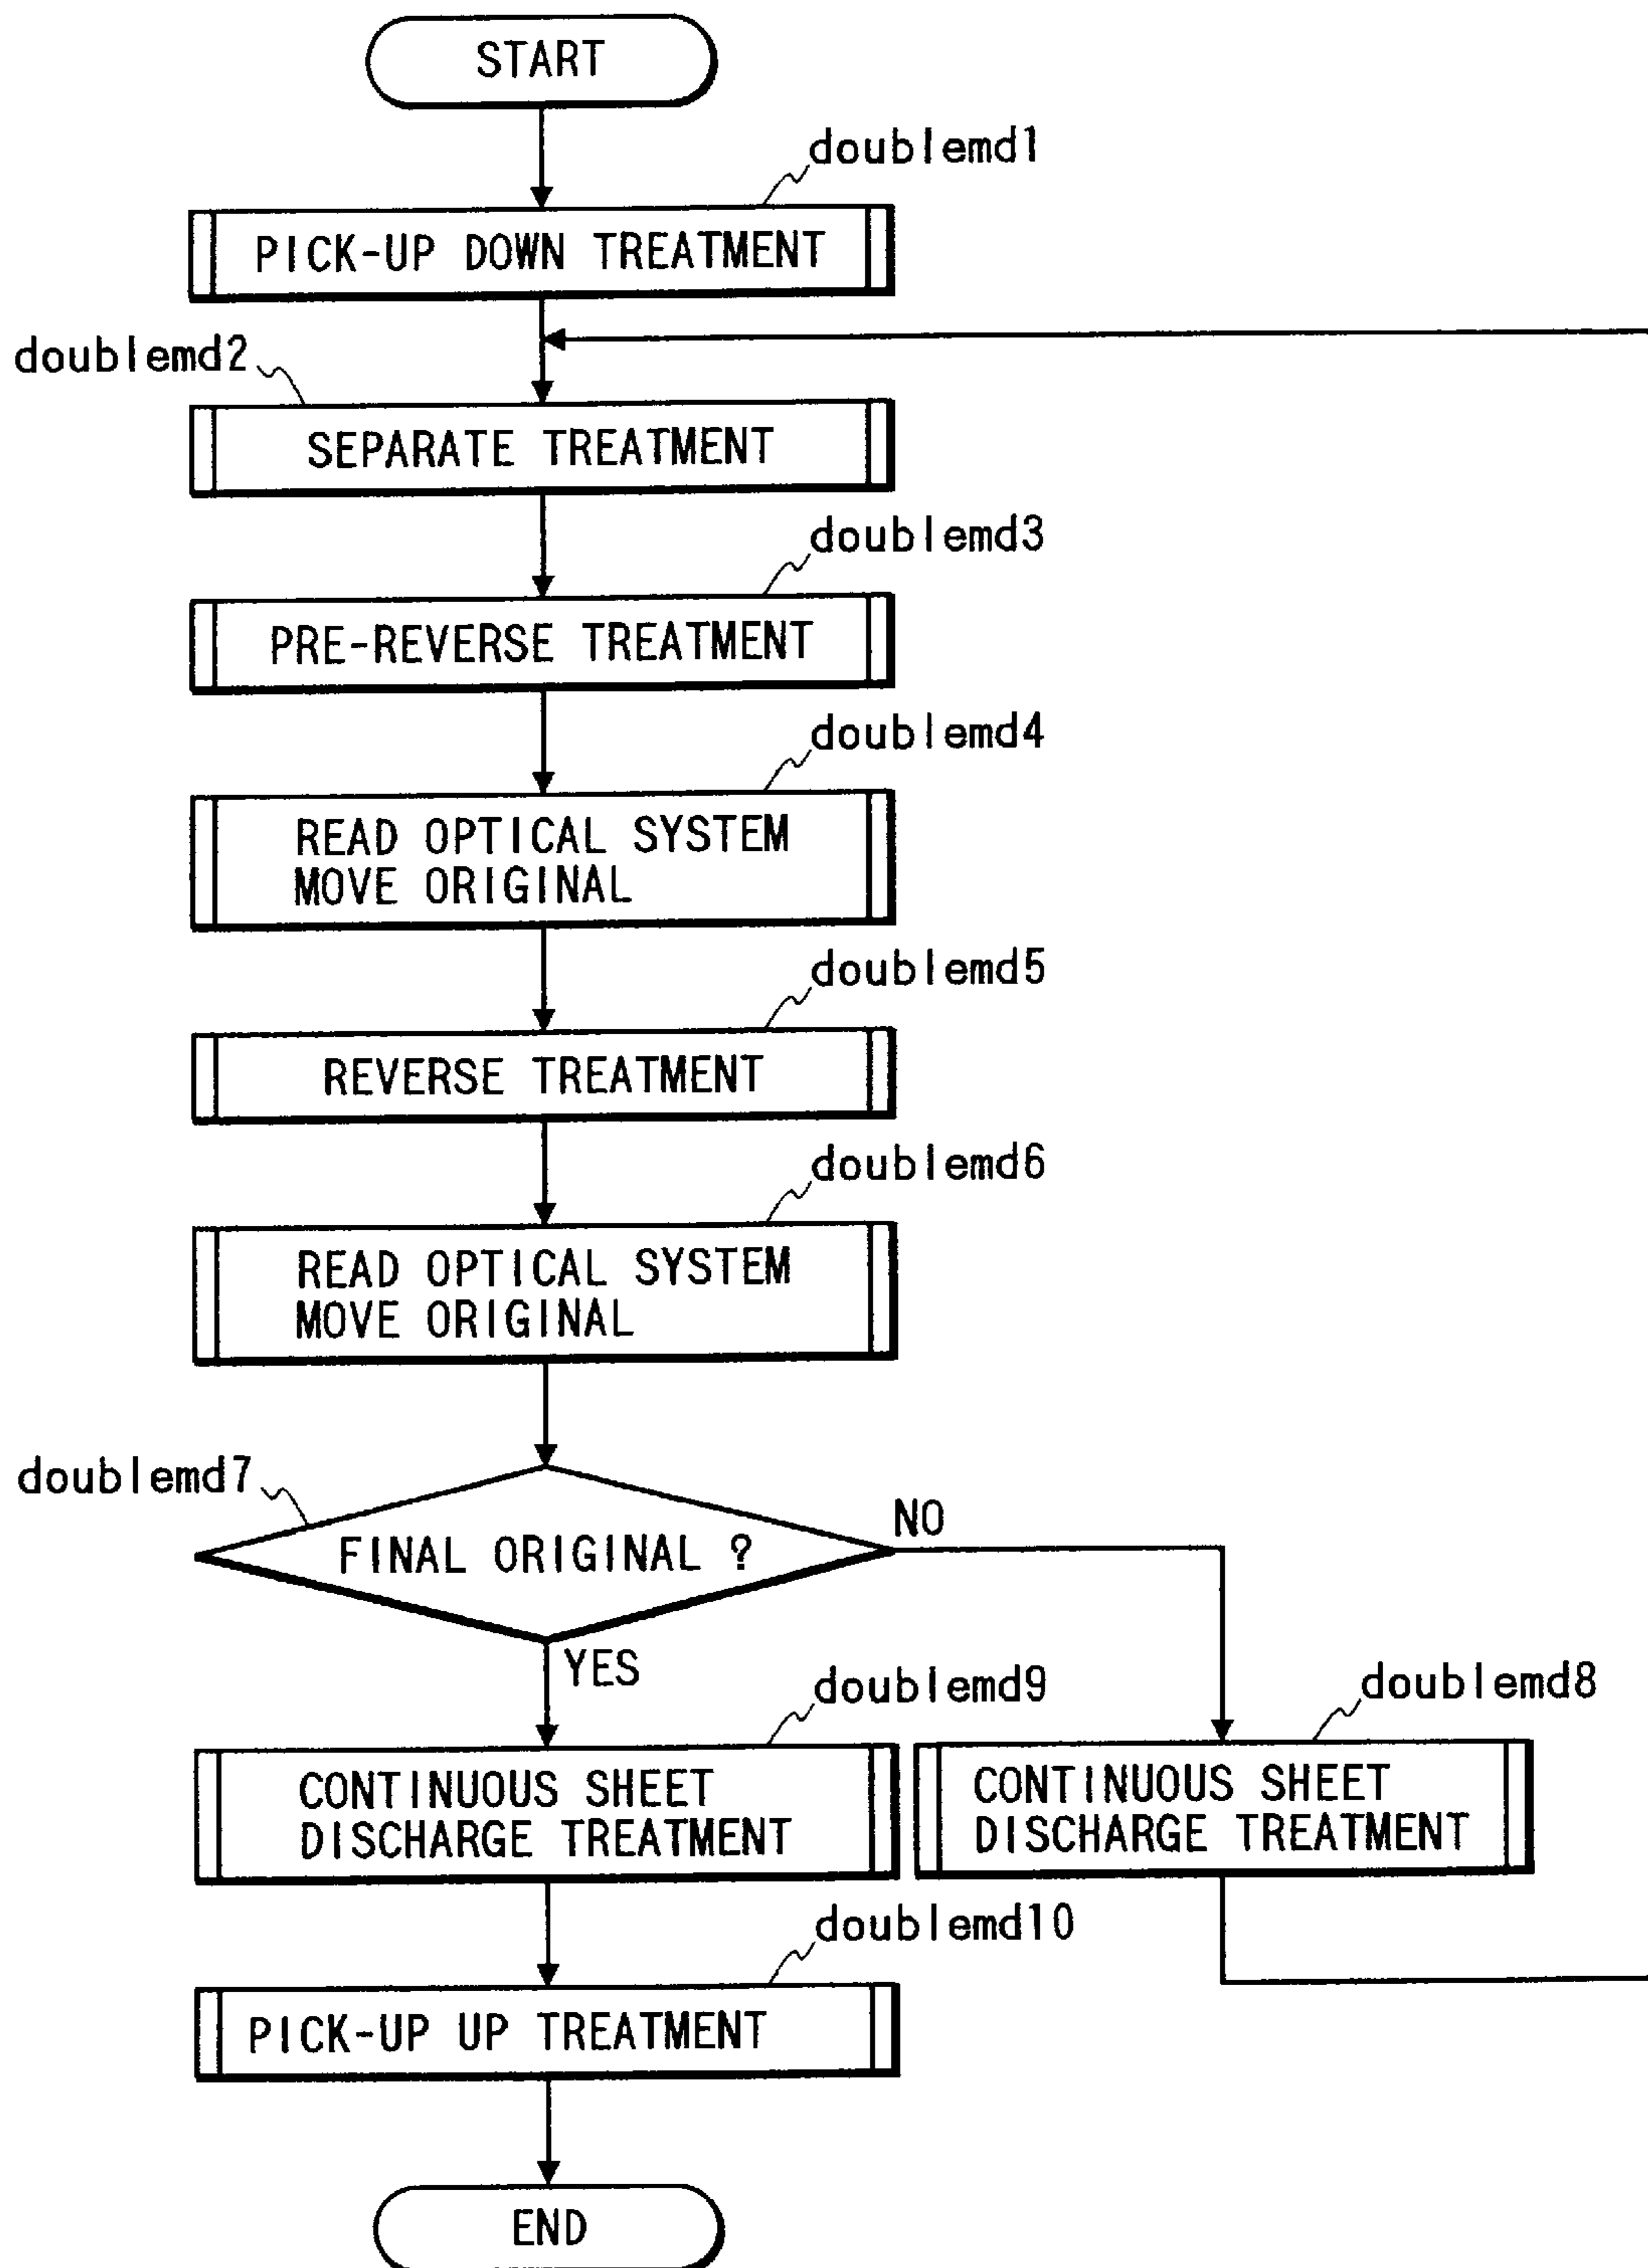 START
doublemd1
PICK-UP DOWN TREATMENT
doublemd2
SEPARATE TREATMENT
doublemd3
PRE-REVERSE TREATMENT
doublemd4
READ OPTICAL SYSTEM
MOVE ORIGINAL
doublemd5
REVERSE TREATMENT
doublemd6
READ OPTICAL SYSTEM
MOVE ORIGINAL
doublemd7
FINAL ORIGINAL ?
NO
YES
doublemd9
CONTINUOUS SHEET
DISCHARGE TREATMENT
doublemd8
CONTINUOUS SHEET
DISCHARGE TREATMENT
doublemd10
PICK-UP UP TREATMENT
END